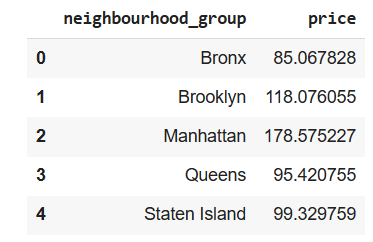 neighbourhood_group price
0 Bronx 85.067828
1 Brooklyn 118.076055
2 Manhattan 178.575227
3 Queens 95.420755
4 Staten Island 99.329759